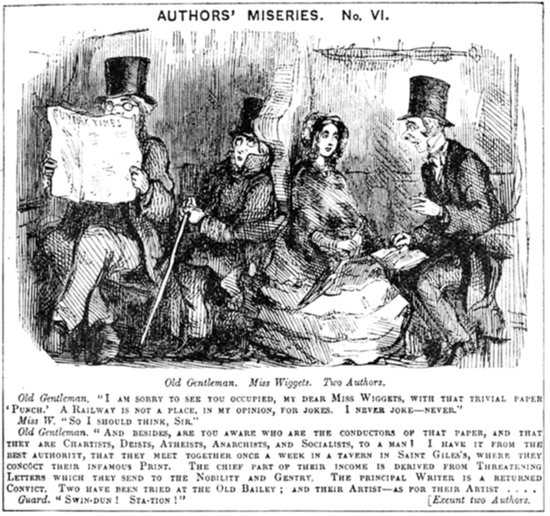 AUTHORS' MISERIES. No. VI.
SUNDAY TIMES
Old Gentleman. Miss Wiggets. Two Authors.
Old Gentleman. "I AM SORRY TO SEE YOU OCCUPIED, MY DEAR MISS WIGGETS, WITH THAT TRIVIAL PAPER
'PUNCH.' A RAILWAY IS NOT A PLACE, IN MY OPINION, FOR JOKES. I NEVER JOKE—NEVER."
Miss W. "SO I SHOULD THINK, SIR."
Old Gentleman. "AND BESIDES, ARE YOU AWARE WHO ARE THE CONDUCTORS OF THAT PAPER, AND THAT
THEY ARE CHARTISTS, DEISTS, ATHEISTS, ANARCHISTS, AND SOCIALISTS, TO A MAN? I HAVE IT FROM THE
BEST AUTHORITY, THAT THEY MEET TOGETHER ONCE A WEEK IN A TAVERN IN SAINT GILES'S, WHERE THEY
CONCOCT THEIR INFAMOUS PRINT. THE CHIEF PART OF THEIR INCOME IS DERIVED FROM THREATENING
LETTERS WHICH THEY SEND TO THE NOBILITY AND GENTRY. THE PRINCIPAL WRITER IS A RETURNED
CONVICT. TWO HAVE BEEN TRIED AT THE OLD BAILEY; AND THEIR ARTIST—AS FOR THEIR ARTIST . . . .
Guard. "SWIN-DUN! STA-TION!" [Exeunt two Authors.